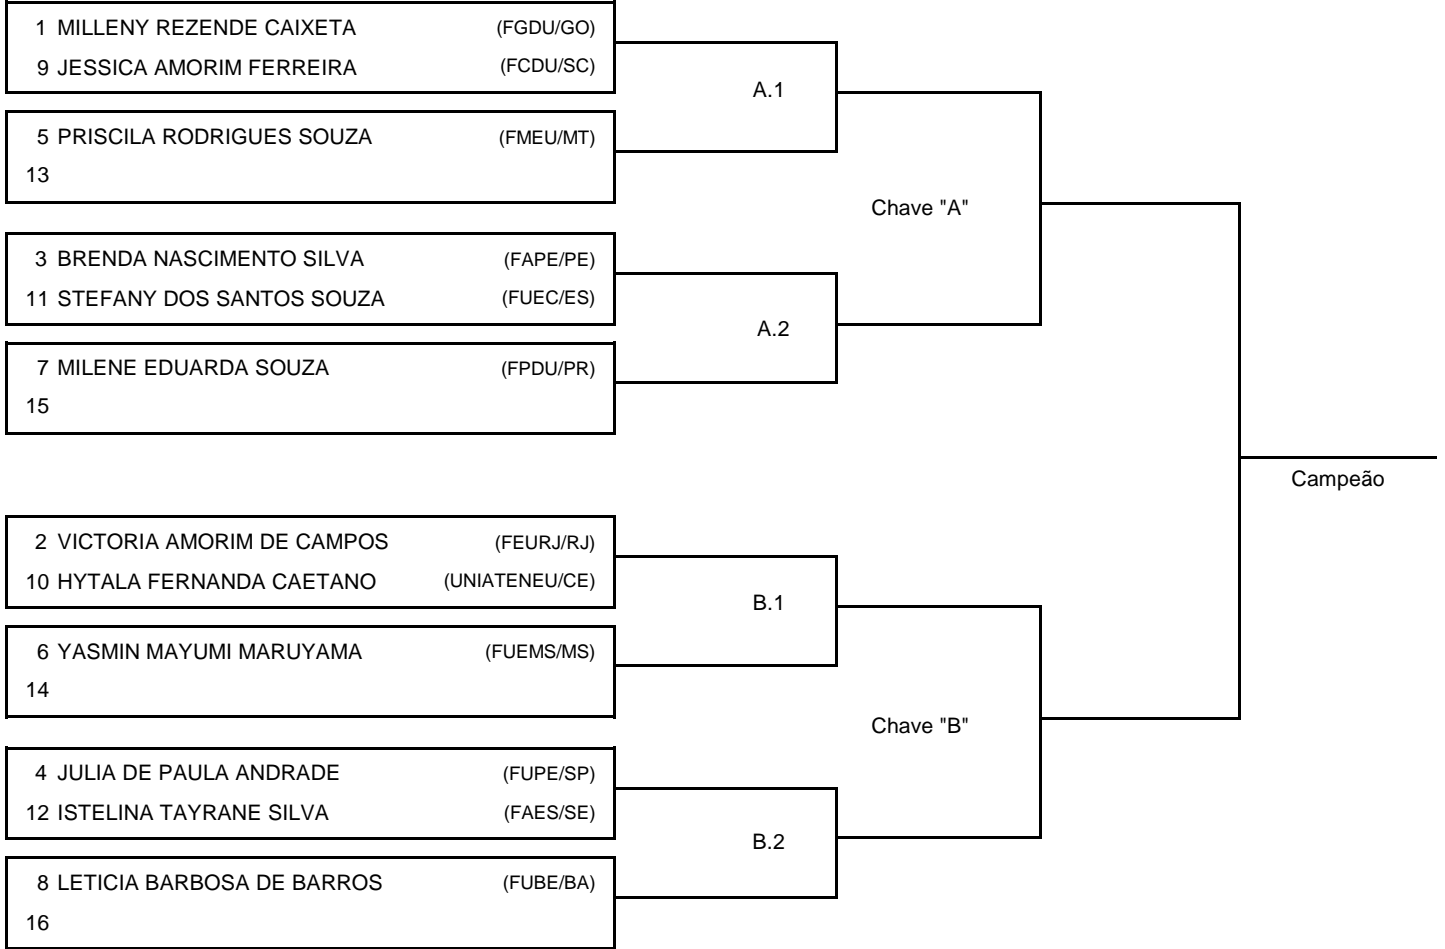 1 MILLENY REZENDE CAIXETA (FGDU/GO)
9 JESSICA AMORIM FERREIRA (FCDU/SC)
A.1
5 PRISCILA RODRIGUES SOUZA (FMEU/MT)
13
Chave "A"
3 BRENDA NASCIMENTO SILVA (FAPE/PE)
11 STEFANY DOS SANTOS SOUZA (FUEC/ES)
A.2
7 MILENE EDUARDA SOUZA (FPDU/PR)
15
Campeão
2 VICTORIA AMORIM DE CAMPOS (FEURJ/RJ)
10 HYTALA FERNANDA CAETANO (UNIATENEU/CE)
B.1
6 YASMIN MAYUMI MARUYAMA (FUEMS/MS)
14
Chave "B"
4 JULIA DE PAULA ANDRADE (FUPE/SP)
12 ISTELINA TAYRANE SILVA (FAES/SE)
B.2
8 LETICIA BARBOSA DE BARROS (FUBE/BA)
16